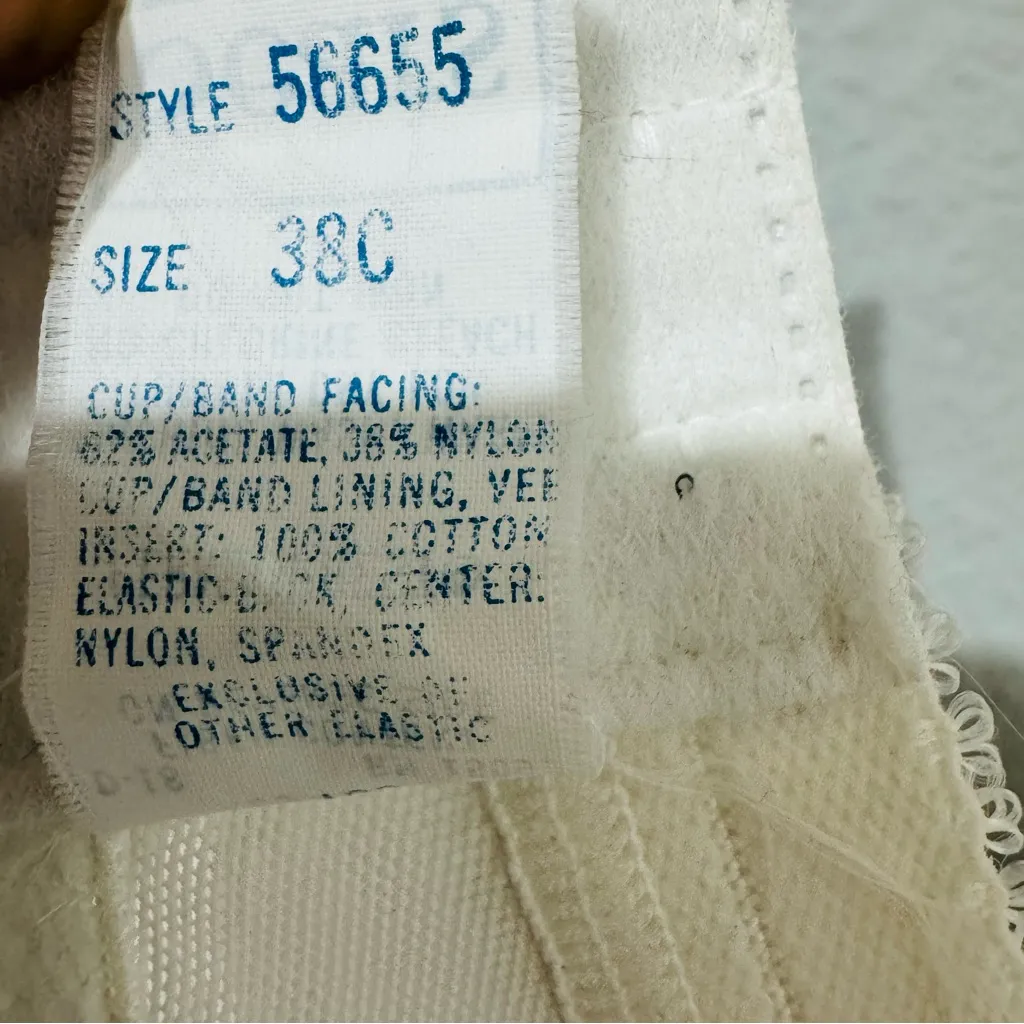 STYLE 56655
SIZE 38C
CUP/BAND FACING:
62% ACETATE, 38% NYLON
CUP/BAND LINING, VEE
INSERT: 100% COTTON
ELASTIC-BACK, CENTER:
NYLON, SPANDEX
EXCLUSIVE OF
OTHER ELASTIC